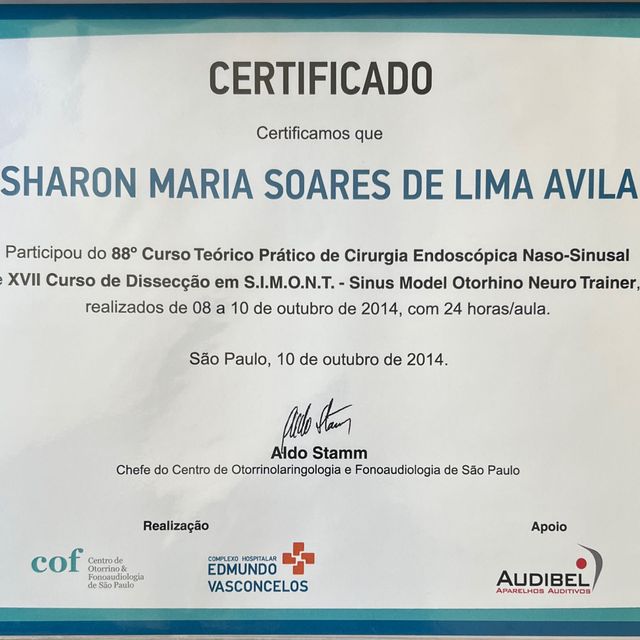 CERTIFICADO
Certificamos que
SHARON MARIA SOARES DE LIMA AVILA
Participou do 88º Curso Teórico Prático de Cirurgia Endoscópica Naso-Sinusal
e XVII Curso de Dissecção em S.I.M.O.N.T. - Sinus Model Otorhino Neuro Trainer,
realizados de 08 a 10 de outubro de 2014, com 24 horas/aula.
São Paulo, 10 de outubro de 2014.
Aldo Stamm
Aldo Stamm
Chefe do Centro de Otorrinolaringologia e Fonoaudiologia de São Paulo
Realização
Apoio
cof
Centro de
Otorrino &
Fonoaudiologia
de São Paulo
COMPLEXO HOSPITALAR
EDMUNDO
VASCONCELOS
AUDIBEL
APARELHOS AUDITIVOS